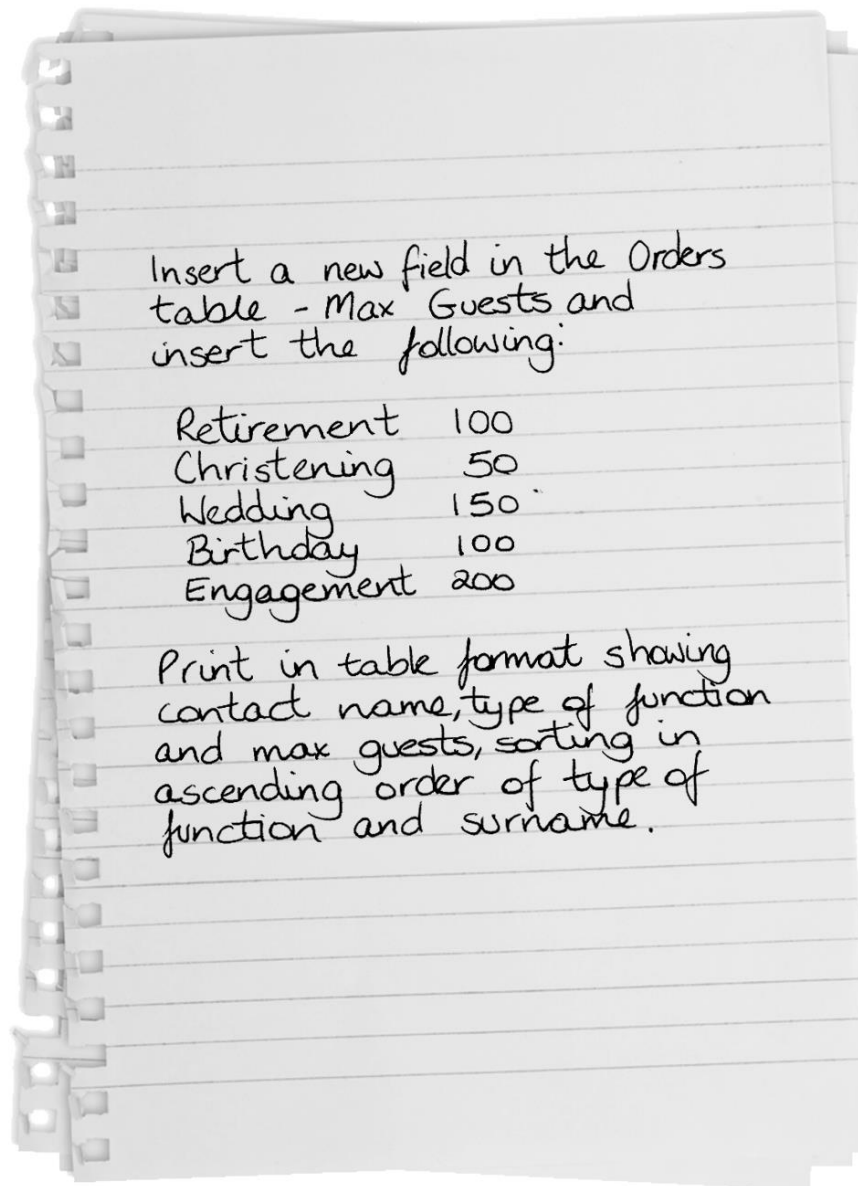 Insert a new field in the Orders
table - Max Guests and
insert the following:
Retirement 100
Christening 50
Wedding 150
Birthday 100
Engagement 200
Print in table format showing
contact name, type of function
and max guests, sorting in
ascending order of type of
function and surname.